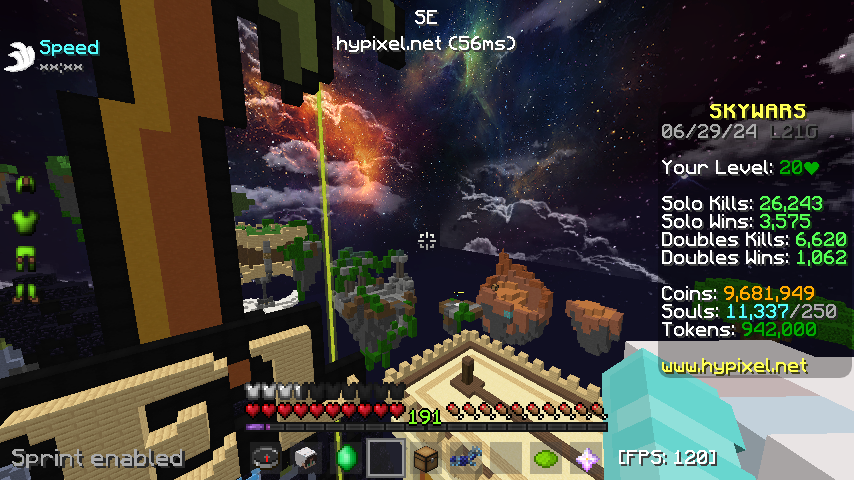 SE
hypixel.net (56ms)
Speed
**:**
SKYWARS
06/29/24 L21G
Your Level: 20♥
Solo Kills: 26,243
Solo Wins: 3,575
Doubles Kills: 6,620
Doubles Wins: 1,062
Coins: 9,681,949
Souls: 11,337/250
Tokens: 942,000
www.hypixel.net
191
Sprint enabled
[FPS: 120]